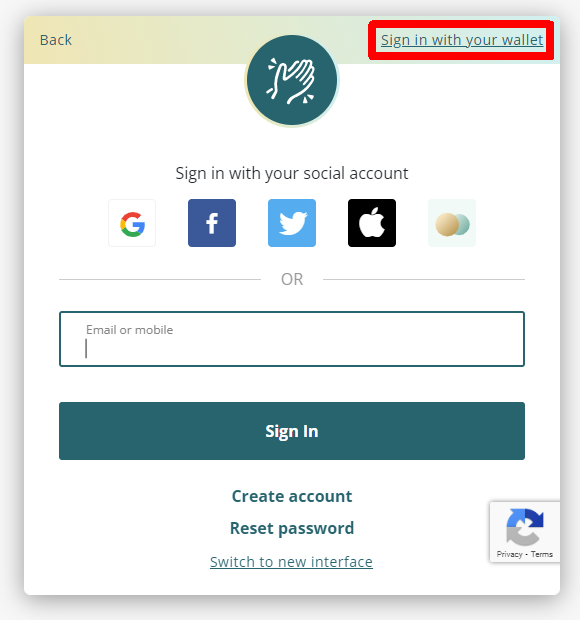 Back
Sign in with your wallet
Sign in with your social account
OR
Email or mobile
Sign In
Create account
Reset password
Switch to new interface
Privacy - Terms